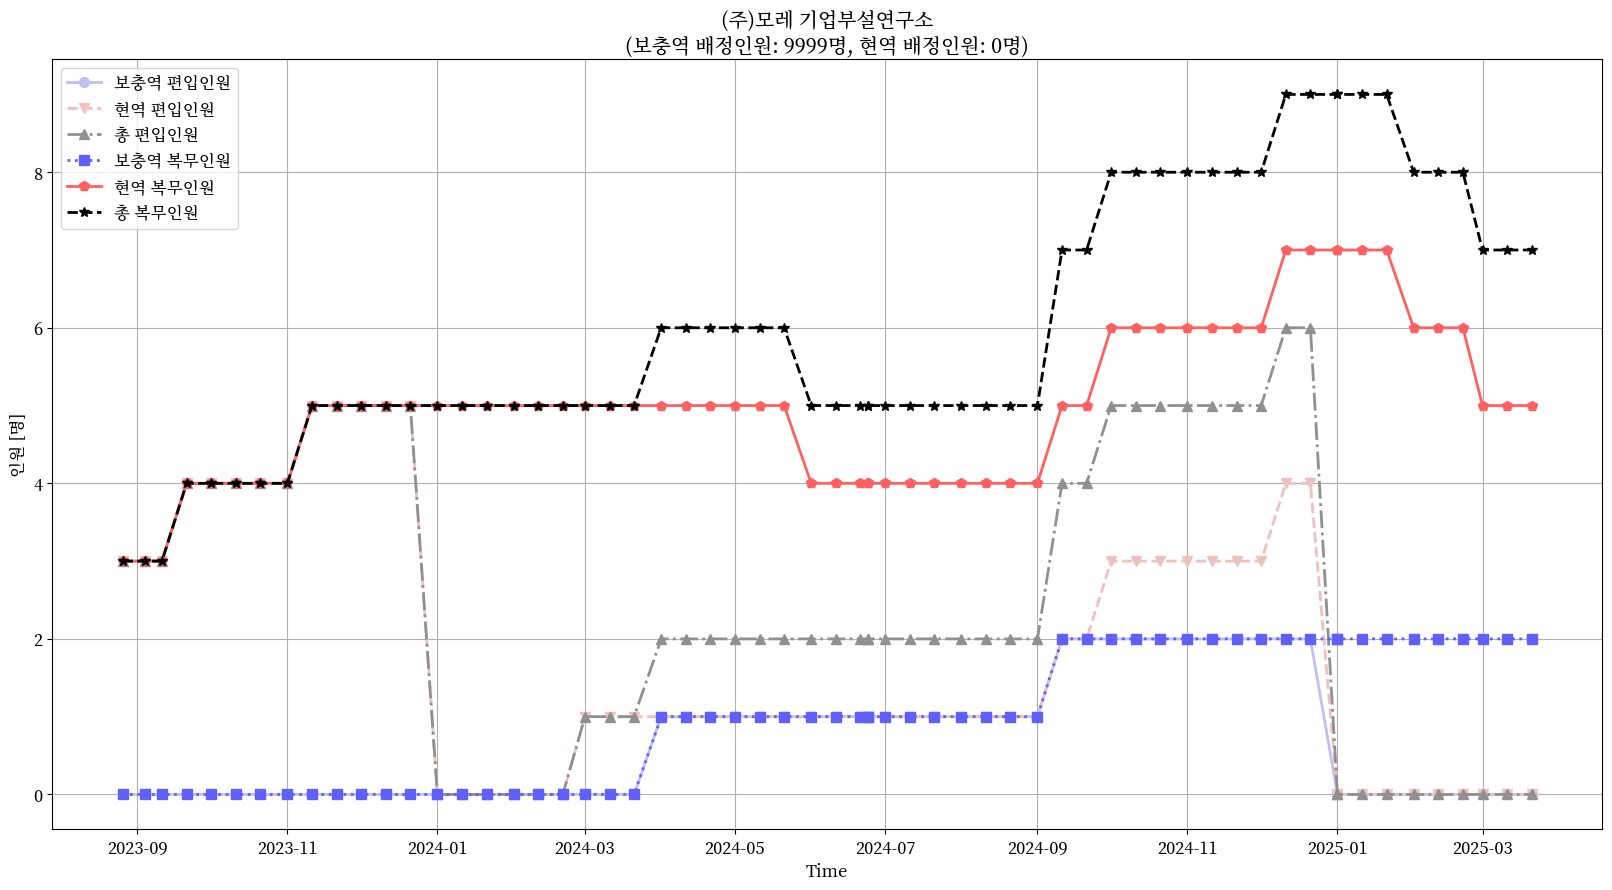 (주)모레 기업부설연구소
(보충역 배정인원: 9999명, 현역 배정인원: 0명)
보충역 편입인원
현역 편입인원
총 편입인원
보충역 복무인원
현역 복무인원
총 복무인원
인원 [명]
8
6
4
2
0
2023-09 2023-11 2024-01 2024-03 2024-05 2024-07 2024-09 2024-11 2025-01 2025-03
Time